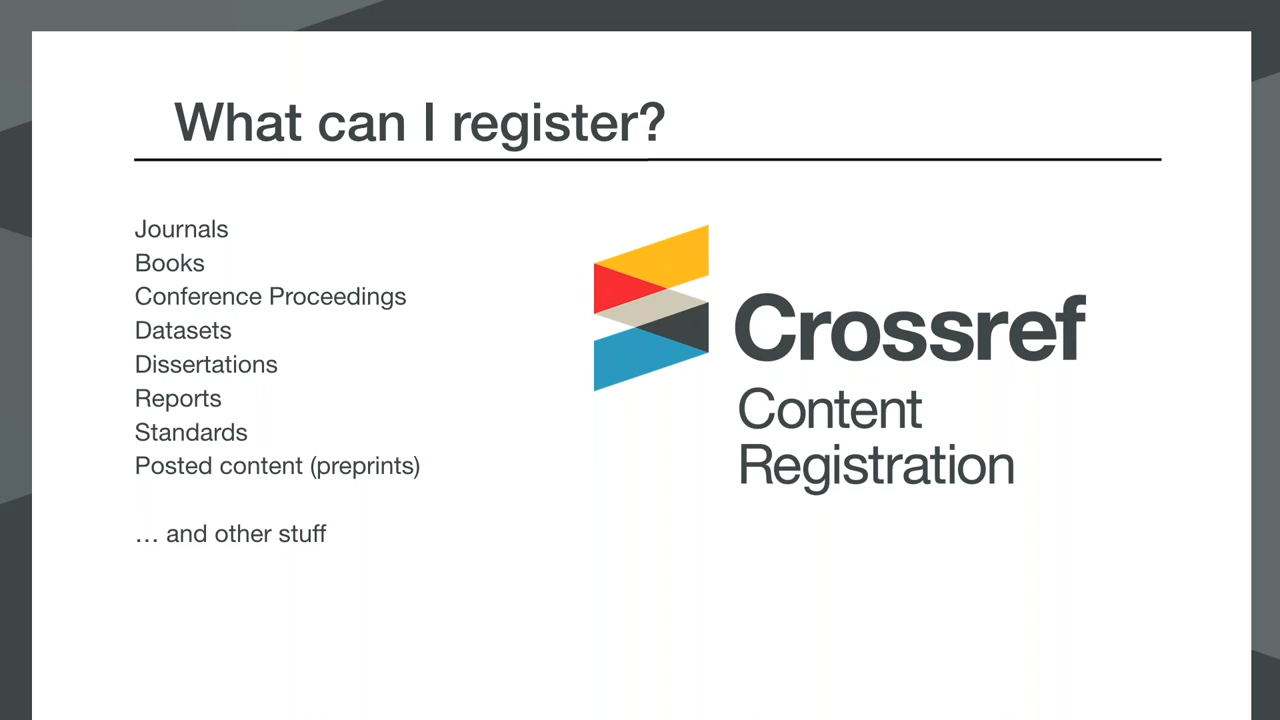 What can I register?
Journals
Books
Conference Proceedings
Datasets
Dissertations
Reports
Standards
Posted content (preprints)
… and other stuff
Crossref
Content
Registration